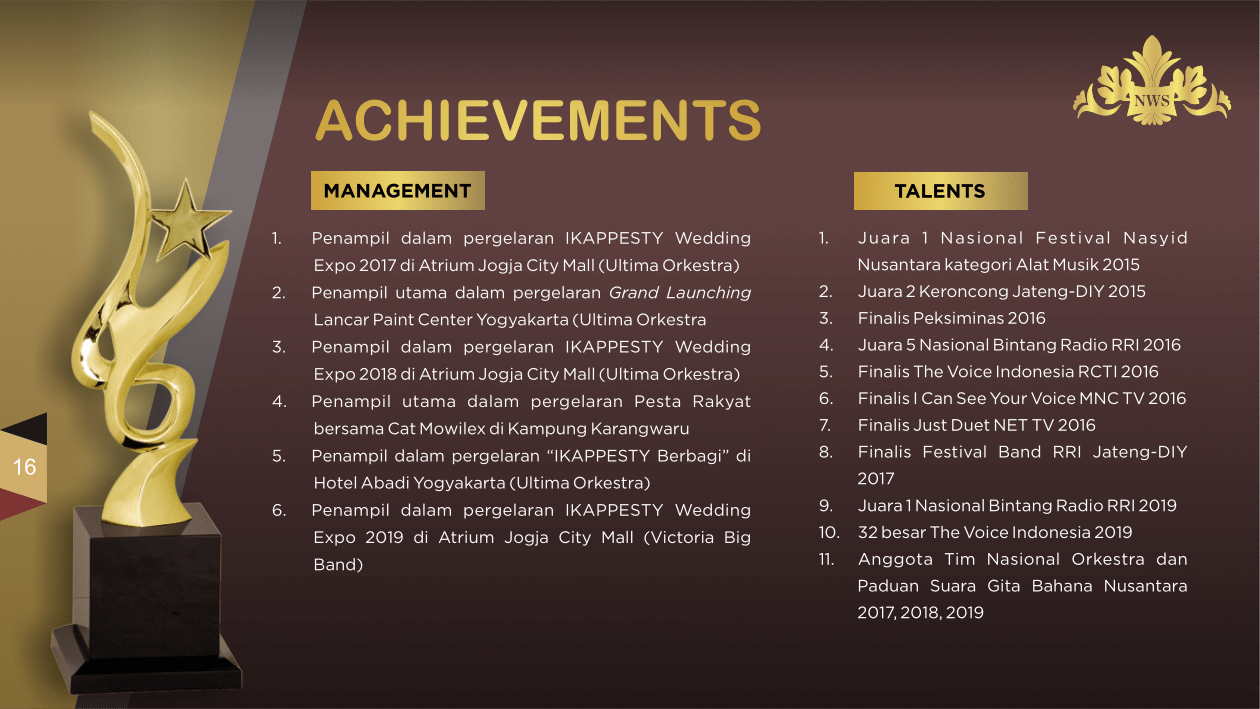 NWS
ACHIEVEMENTS
MANAGEMENT
1. Penampil dalam pergelaran IKAPPESTY Wedding
Expo 2017 di Atrium Jogja City Mall (Ultima Orkestra)
2. Penampil utama dalam pergelaran Grand Launching
Lancar Paint Center Yogyakarta (Ultima Orkestra
3. Penampil dalam pergelaran IKAPPESTY Wedding
Expo 2018 di Atrium Jogja City Mall (Ultima Orkestra)
4. Penampil utama dalam pergelaran Pesta Rakyat
bersama Cat Mowilex di Kampung Karangwaru
5. Penampil dalam pergelaran “IKAPPESTY Berbagi” di
Hotel Abadi Yogyakarta (Ultima Orkestra)
6. Penampil dalam pergelaran IKAPPESTY Wedding
Expo 2019 di Atrium Jogja City Mall (Victoria Big
Band)
TALENTS
1. Juara 1 Nasional Festival Nasyid
Nusantara kategori Alat Musik 2015
2. Juara 2 Keroncong Jateng-DIY 2015
3. Finalis Peksiminas 2016
4. Juara 5 Nasional Bintang Radio RRI 2016
5. Finalis The Voice Indonesia RCTI 2016
6. Finalis I Can See Your Voice MNC TV 2016
7. Finalis Just Duet NET TV 2016
8. Finalis Festival Band RRI Jateng-DIY
2017
9. Juara 1 Nasional Bintang Radio RRI 2019
10. 32 besar The Voice Indonesia 2019
11. Anggota Tim Nasional Orkestra dan
Paduan Suara Gita Bahana Nusantara
2017, 2018, 2019
16